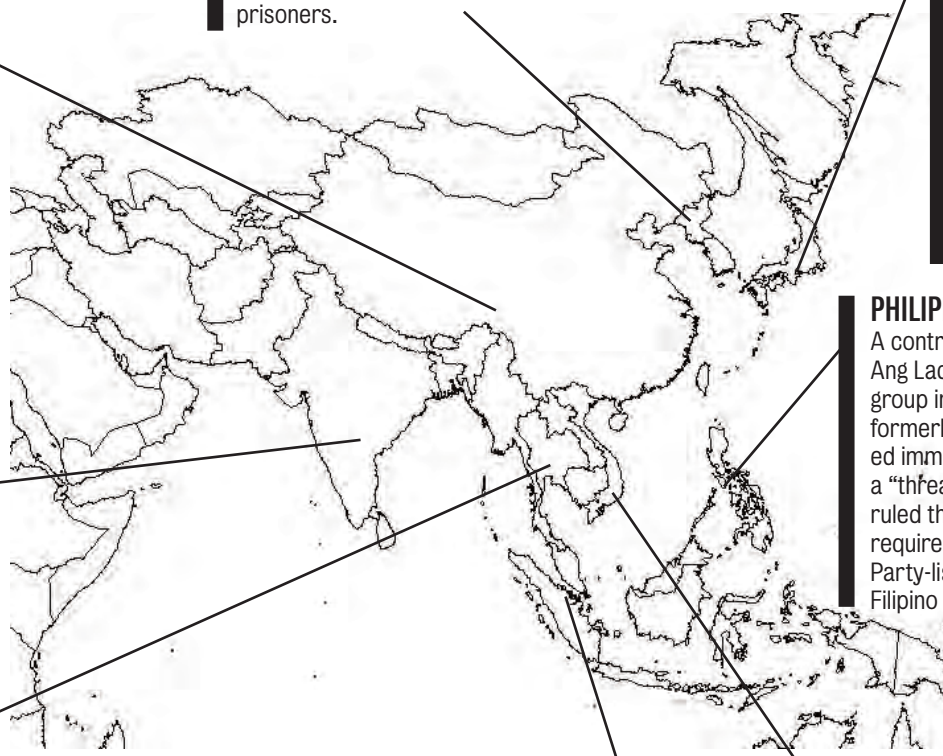 prisoners.
PHILIP
A contr
Ang Lad
group in
formerl
ed imm
a “threa
ruled th
require
Party-lis
Filipino